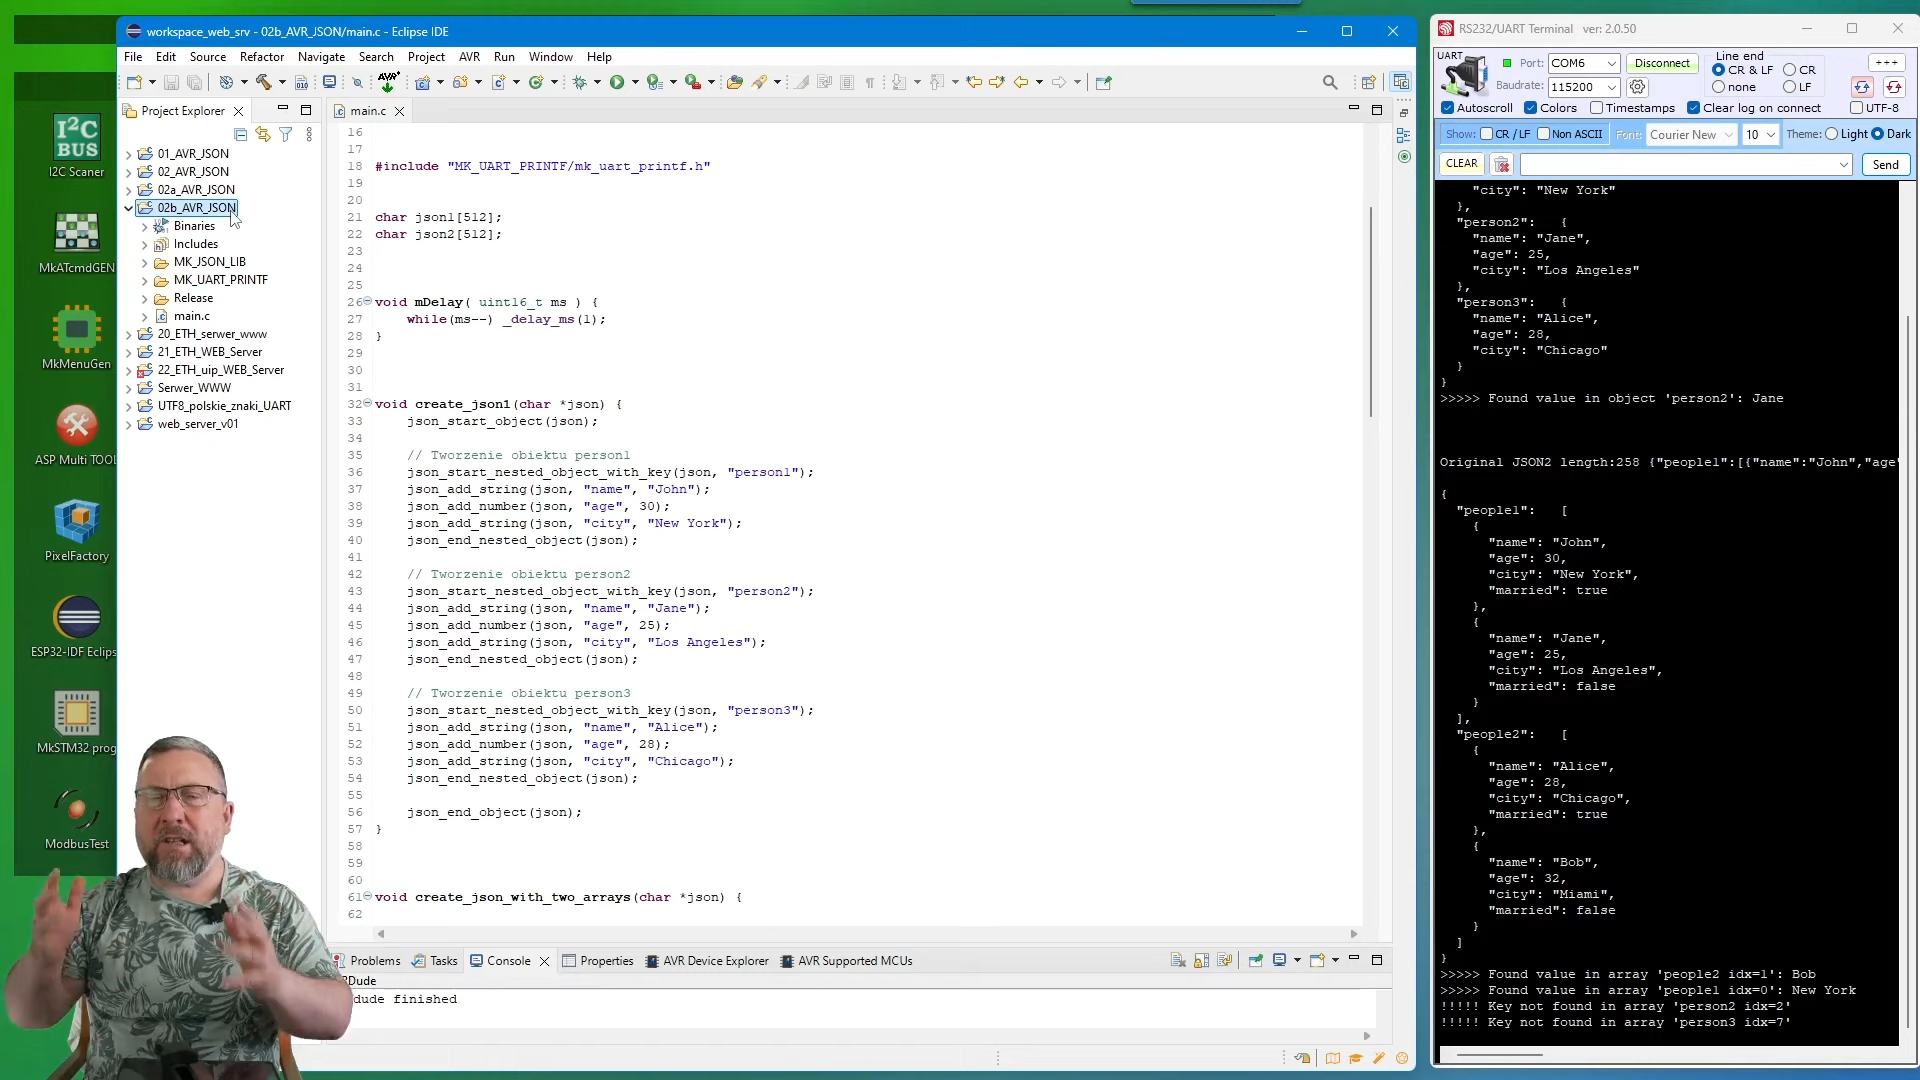 I2C
BUS
I2C Scaner
MkATcmdGEN
MkMenuGen
ASP Multi TOOL
PixelFactory
ESP32-IDF Eclips
MkSTM32 prog
ModbusTest
workspace_web_srv - 02b_AVR_JSON/main.c - Eclipse IDE
File Edit Source Refactor Navigate Search Project AVR Run Window Help
Project Explorer
01_AVR_JSON
02_AVR_JSON
02a_AVR_JSON
02b_AVR_JSON
Binaries
Includes
MK_JSON_LIB
MK_UART_PRINTF
Release
main.c
20_ETH_serwer_www
21_ETH_WEB_Server
22_ETH_uip_WEB_Server
Serwer_WWW
UTF8_polskie_znaki_UART
web_server_v01
main.c
16
17
18 #include "MK_UART_PRINTF/mk_uart_printf.h"
19
20
21 char json1[512];
22 char json2[512];
23
24
25
26 void mDelay( uint16_t ms ) {
27 while(ms--) _delay_ms(1);
28 }
29
30
31
32 void create_json1(char *json) {
33 json_start_object(json);
34
35 // Tworzenie obiektu person1
36 json_start_nested_object_with_key(json, "person1");
37 json_add_string(json, "name", "John");
38 json_add_number(json, "age", 30);
39 json_add_string(json, "city", "New York");
40 json_end_nested_object(json);
41
42 // Tworzenie obiektu person2
43 json_start_nested_object_with_key(json, "person2");
44 json_add_string(json, "name", "Jane");
45 json_add_number(json, "age", 25);
46 json_add_string(json, "city", "Los Angeles");
47 json_end_nested_object(json);
48
49 // Tworzenie obiektu person3
50 json_start_nested_object_with_key(json, "person3");
51 json_add_string(json, "name", "Alice");
52 json_add_number(json, "age", 28);
53 json_add_string(json, "city", "Chicago");
54 json_end_nested_object(json);
55
56 json_end_object(json);
57 }
58
59
60
61 void create_json_with_two_arrays(char *json) {
62
Problems Tasks Console Properties AVR Device Explorer AVR Supported MCUs
RDude
dude finished
RS232/UART Terminal ver: 2.0.50
UART
Port: COM6 Disconnect
Baudrate: 115200
Line end
CR & LF CR
none LF
+++
Autoscroll Colors Timestamps Clear log on connect UTF-8
Show: CR / LF Non ASCII Font: Courier New 10 Theme: Light Dark
CLEAR Send
"city": "New York"
},
"person2": {
"name": "Jane",
"age": 25,
"city": "Los Angeles"
},
"person3": {
"name": "Alice",
"age": 28,
"city": "Chicago"
}
}
>>>>> Found value in object 'person2': Jane
Original JSON2 length:258 {"people1":[{"name":"John","age"
{
"people1": [
{
"name": "John",
"age": 30,
"city": "New York",
"married": true
},
{
"name": "Jane",
"age": 25,
"city": "Los Angeles",
"married": false
}
],
"people2": [
{
"name": "Alice",
"age": 28,
"city": "Chicago",
"married": true
},
{
"name": "Bob",
"age": 32,
"city": "Miami",
"married": false
}
]
}
>>>>> Found value in array 'people2 idx=1': Bob
>>>>> Found value in array 'people1 idx=0': New York
!!!!! Key not found in array 'person2 idx=2'
!!!!! Key not found in array 'person3 idx=7'